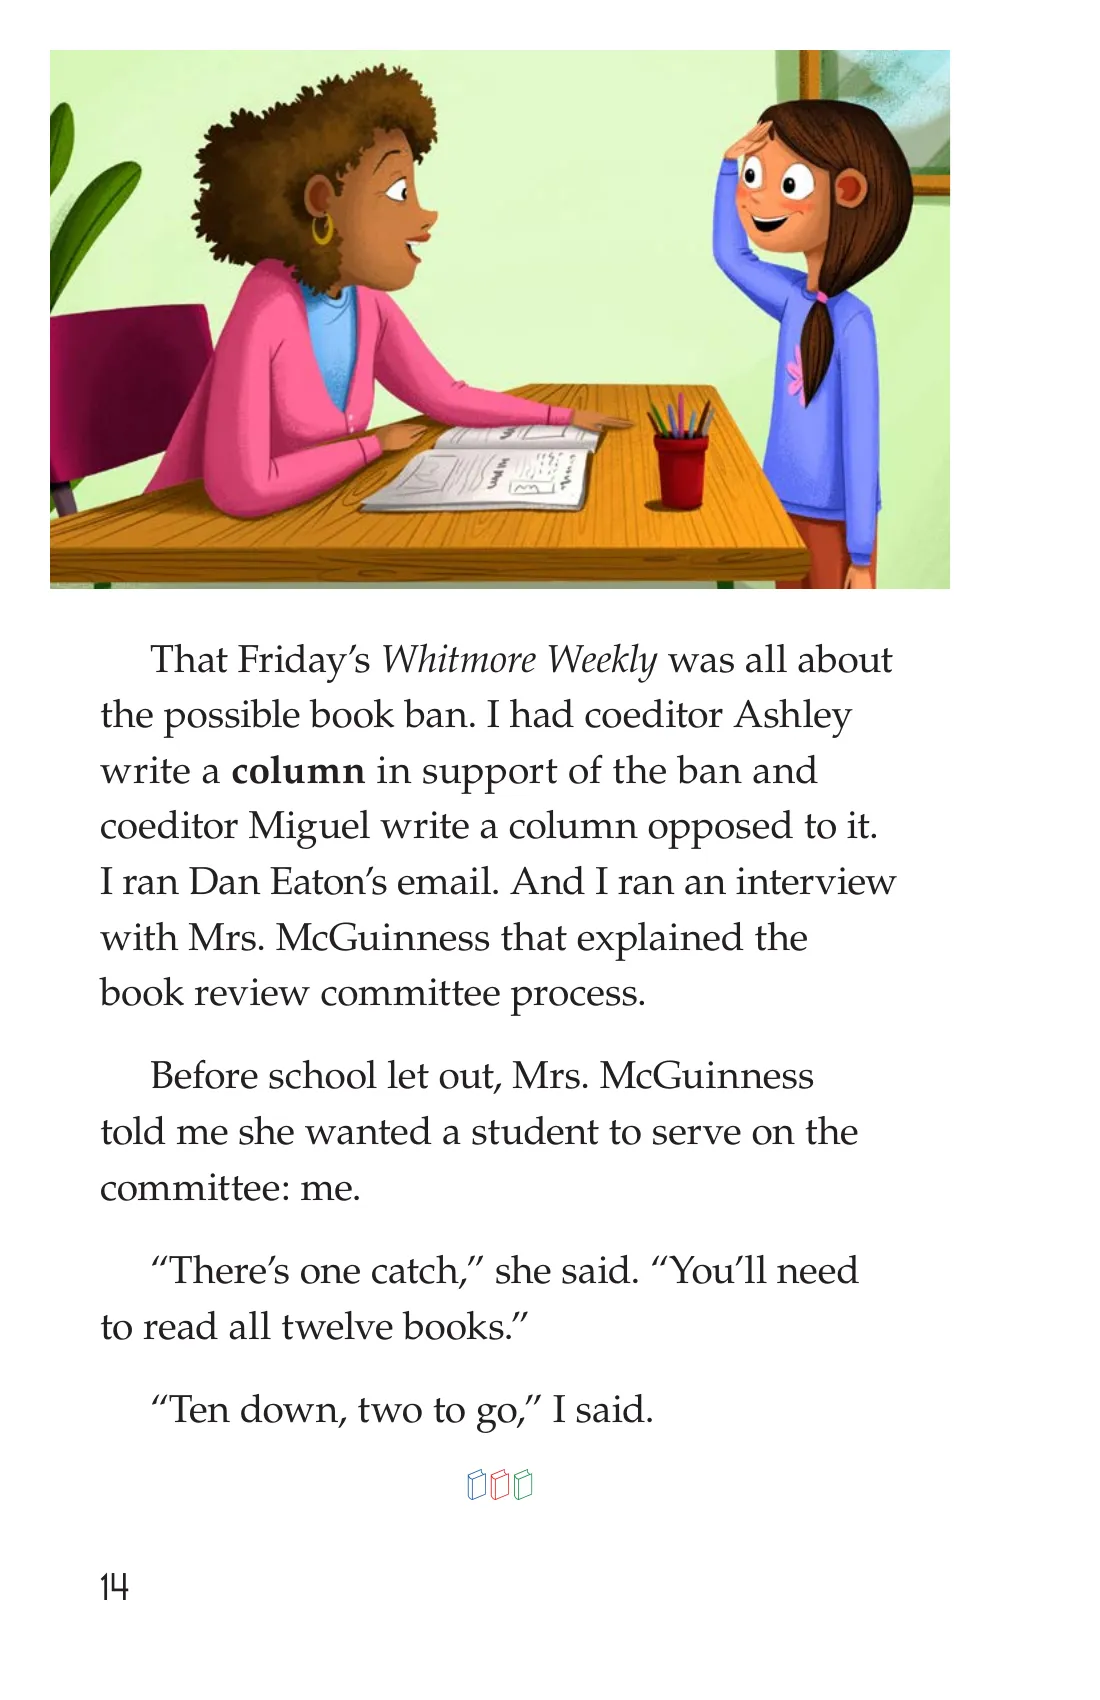 That Friday’s Whitmore Weekly was all about
the possible book ban. I had coeditor Ashley
write a column in support of the ban and
coeditor Miguel write a column opposed to it.
I ran Dan Eaton’s email. And I ran an interview
with Mrs. McGuinness that explained the
book review committee process.
Before school let out, Mrs. McGuinness
told me she wanted a student to serve on the
committee: me.
“There’s one catch,” she said. “You’ll need
to read all twelve books.”
“Ten down, two to go,” I said.
14